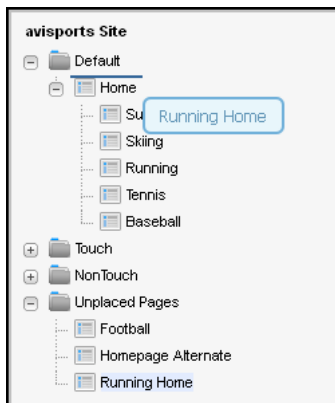 avisports Site
Default
Home
Su
Running Home
Skiing
Running
Tennis
Baseball
Touch
NonTouch
Unplaced Pages
Football
Homepage Alternate
Running Home